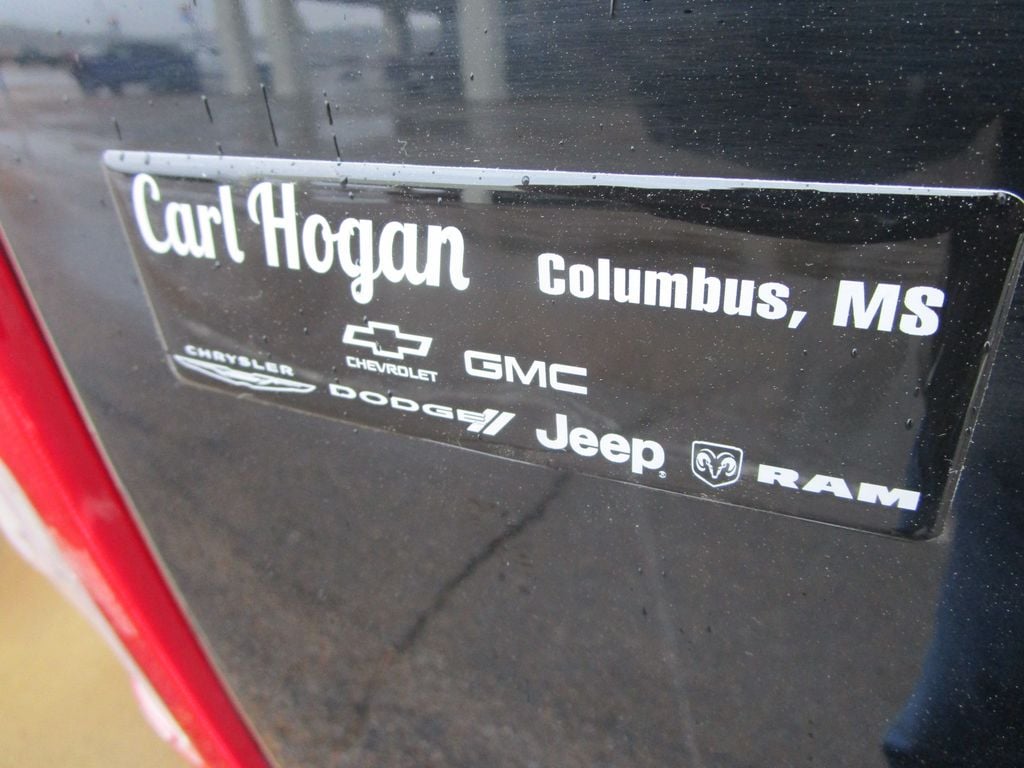 Carl Hogan Columbus, MS
CHEVROLET GMC
CHRYSLER DODGE Jeep RAM